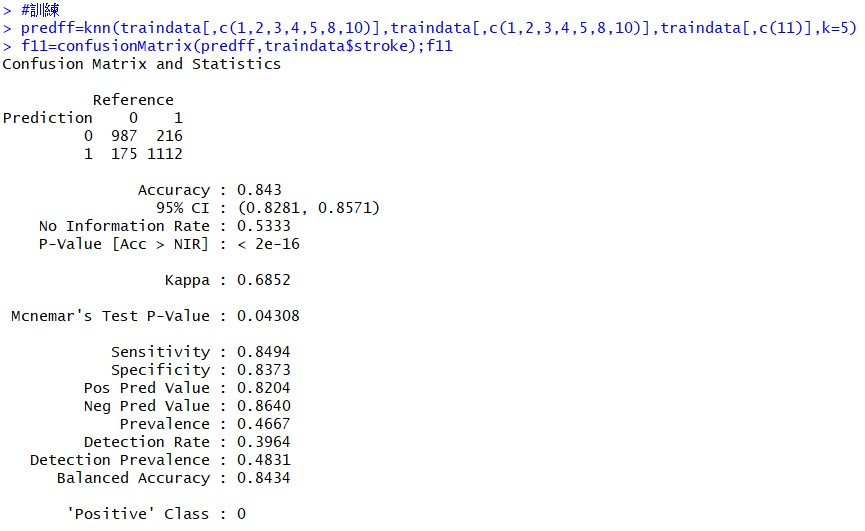 > #訓練
> predff=knn(traindata[,c(1,2,3,4,5,8,10)],traindata[,c(1,2,3,4,5,8,10)],traindata[,c(11)],k=5)
> f11=confusionMatrix(predff,traindata$stroke);f11
Confusion Matrix and Statistics
Reference
Prediction 0 1
0 987 216
1 175 1112
Accuracy : 0.843
95% CI : (0.8281, 0.8571)
No Information Rate : 0.5333
P-Value [Acc > NIR] : < 2e-16
Kappa : 0.6852
Mcnemar's Test P-Value : 0.04308
Sensitivity : 0.8494
Specificity : 0.8373
Pos Pred Value : 0.8204
Neg Pred Value : 0.8640
Prevalence : 0.4667
Detection Rate : 0.3964
Detection Prevalence : 0.4831
Balanced Accuracy : 0.8434
'Positive' Class : 0